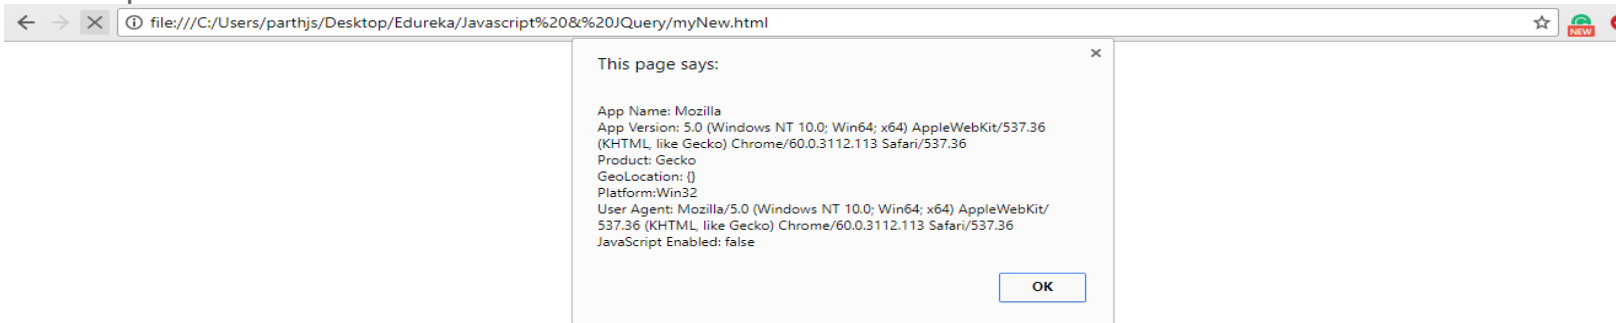 file:///C:/Users/parthjs/Desktop/Edureka/Javascript%20&%20JQuery/myNew.html
NEW
This page says:
App Name: Mozilla
App Version: 5.0 (Windows NT 10.0; Win64; x64) AppleWebKit/537.36
(KHTML, like Gecko) Chrome/60.0.3112.113 Safari/537.36
Product: Gecko
GeoLocation: {}
Platform:Win32
User Agent: Mozilla/5.0 (Windows NT 10.0; Win64; x64) AppleWebKit/
537.36 (KHTML, like Gecko) Chrome/60.0.3112.113 Safari/537.36
JavaScript Enabled: false
OK